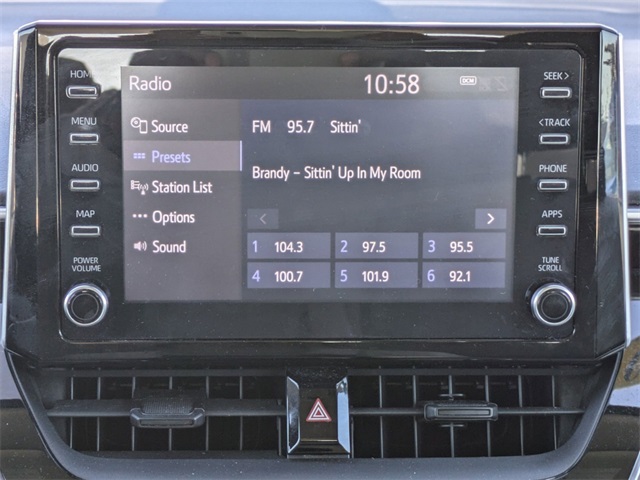 Radio 10:58 DCM
Source
Presets
Station List
Options
Sound
FM 95.7 Sittin'
Brandy - Sittin' Up In My Room
< >
1 104.3 2 97.5 3 95.5
4 100.7 5 101.9 6 92.1
HOME
MENU
AUDIO
MAP
POWER
VOLUME
SEEK>
<TRACK
PHONE
APPS
TUNE
SCROLL